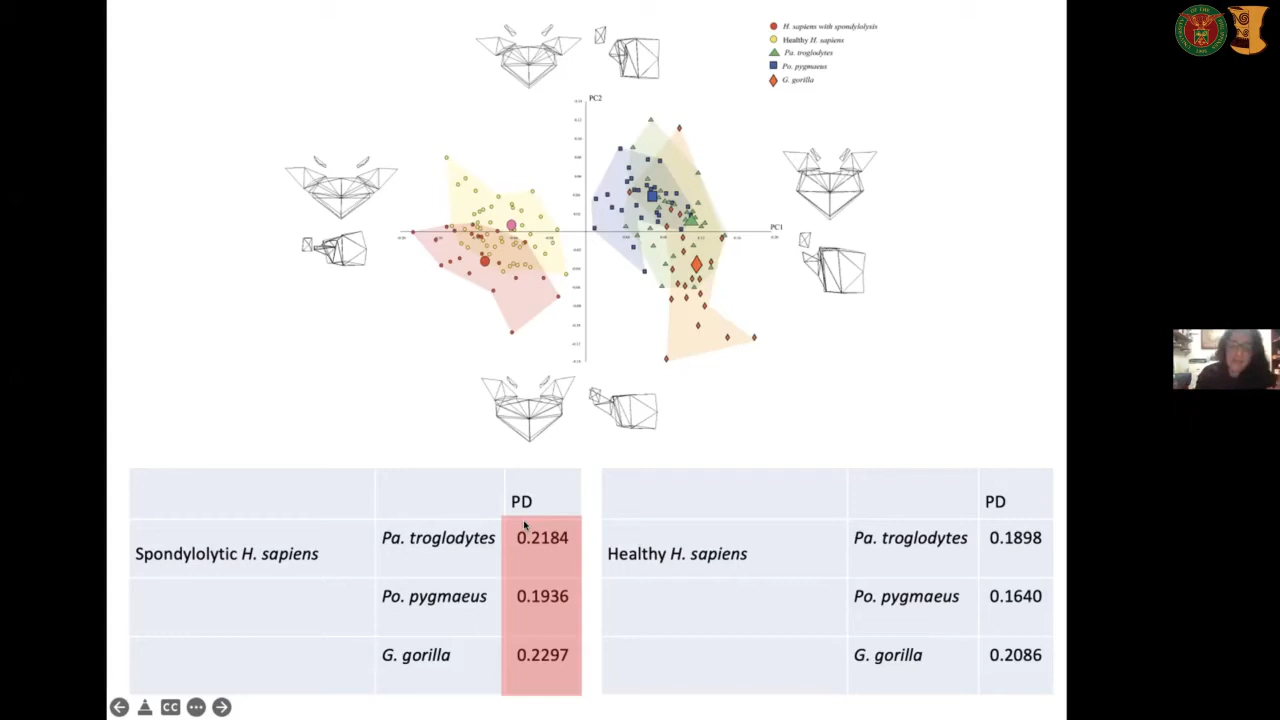 H. sapiens with spondylolysis
Healthy H. sapiens
Pa. troglodytes
Po. pygmaeus
G. gorilla
PC2
PC1
PD
Spondylolytic H. sapiens
Pa. troglodytes
0.2184
Po. pygmaeus
0.1936
G. gorilla
0.2297
PD
Healthy H. sapiens
Pa. troglodytes
0.1898
Po. pygmaeus
0.1640
G. gorilla
0.2086
CC